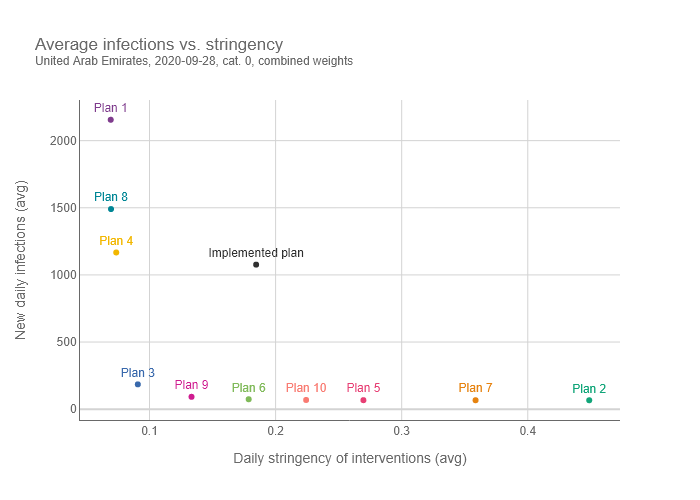 Average infections vs. stringency
United Arab Emirates, 2020-09-28, cat. 0, combined weights
Plan 1
2000
Plan 8
1500
Plan 4
Implemented plan
1000
New daily infections (avg)
500
Plan 3
Plan 9
Plan 6
Plan 10
Plan 5
Plan 7
Plan 2
0
0.1
0.2
0.3
0.4
Daily stringency of interventions (avg)